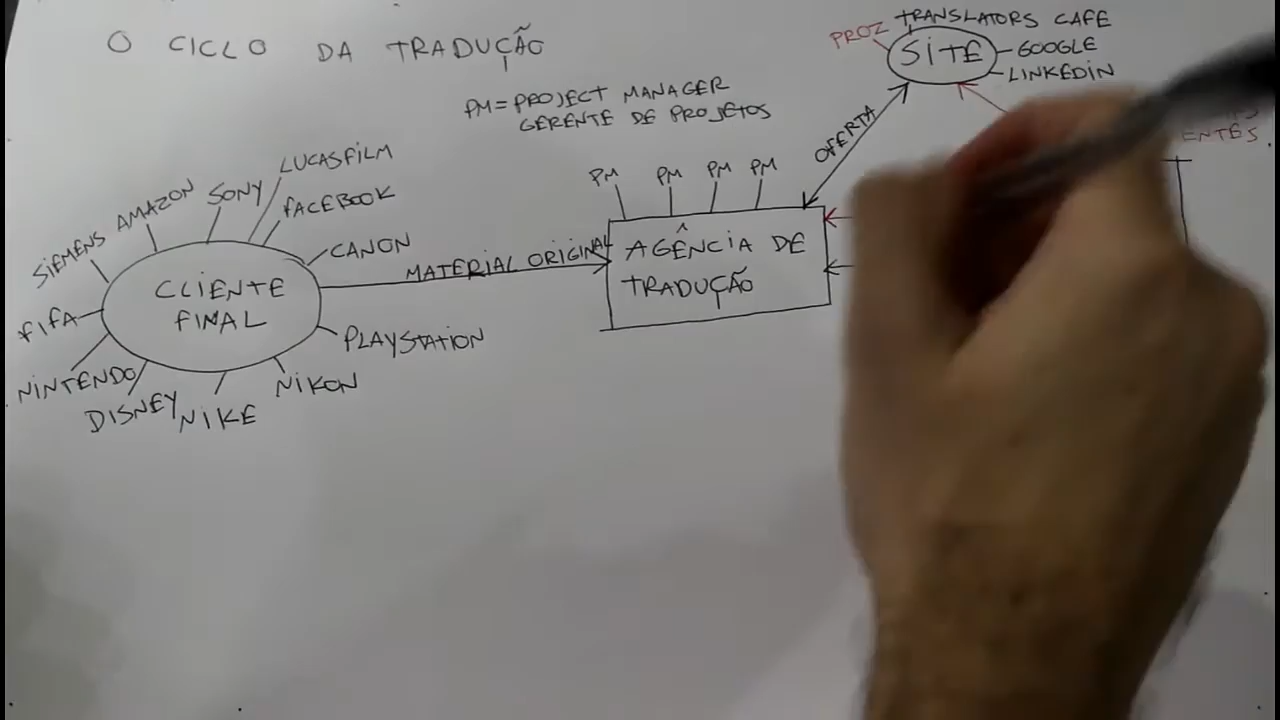 O CICLO DA TRADUÇÃO
PROZ
TRANSLATORS CAFE
SITE
GOOGLE
LINKEDIN
PM = PROJECT MANAGER
GERENTE DE PROJETOS
OFERTA
PM PM PM PM
LUCASFILM
SONY
FACEBOOK
AMAZON
SIEMENS
CANON
FIFA
CLIENTE
FINAL
MATERIAL ORIGINAL
AGÊNCIA DE
TRADUÇÃO
PLAYSTATION
NINTENDO
DISNEY
NIKE
NIKON